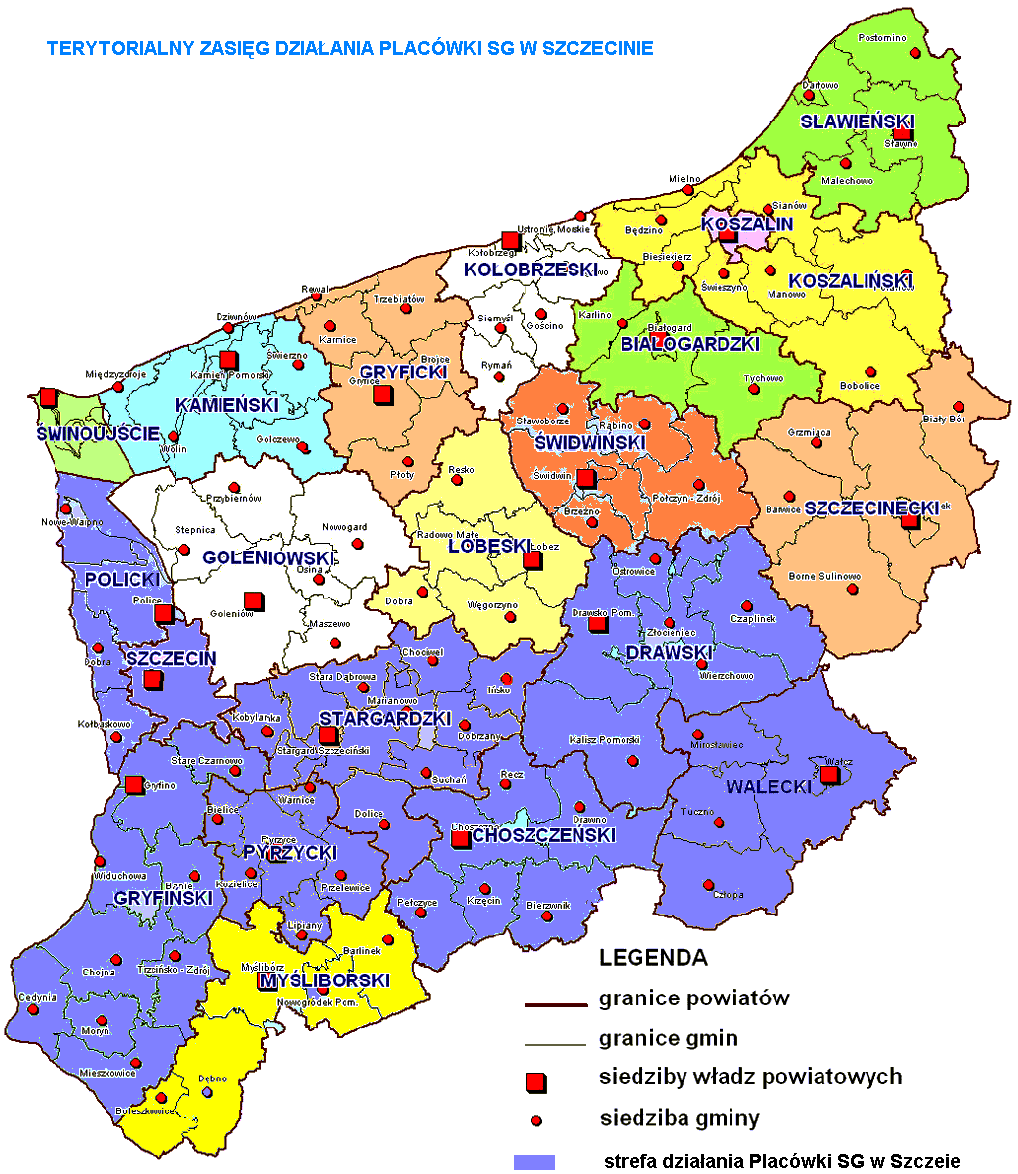 TERYTORIALNY ZASIĘG DZIAŁANIA PLACÓWKI SG W SZCZECINIE
Postomino
Darłowo
SŁAWIEŃSKI
Sławno
Malechowo
Mielno
Sianów
Będzino
KOSZALIN
Ustronie Morskie
Kołobrzeg
KOŁOBRZESKI
Biesiekierz
Świeszyno
Manowo
KOSZALIŃSKI
Rewal
Trzebiatów
Dziwnów
Karnice
Siemyśl
Gościno
Karlino
Białogard
BIAŁOGARDZKI
Świerzno
Kamień Pomorski
Międzyzdroje
KAMIEŃSKI
GRYFICKI
Brojce
Gryfice
Rymań
Tychowo
Bobolice
ŚWINOUJŚCIE
Wolin
Golczewo
Sławoborze
Rąbino
ŚWIDWIŃSKI
Grzmiąca
Biały Bór
Płoty
Resko
Świdwin
Połczyn - Zdrój
Barwice
SZCZECINECKI
Przybiernów
Nowe-Warpno
Stepnica
Nowogard
Brzeżno
Radowo Małe
ŁOBESKI
Łobez
GOLENIOWSKI
Osina
POLICKI
Police
Goleniów
Dobra
Węgorzyno
Ostrowice
Drawsko Pom.
Czaplinek
Borne Sulinowo
Złocieniec
DRAWSKI
Wierzchowo
Maszewo
Dobra
SZCZECIN
Chociwel
Stara Dąbrowa
Marianowo
Ińsko
Kołbaskowo
Kobylanka
STARGARDZKI
Stargard Szczeciński
Dobrzany
Kalisz Pomorski
Mirosławiec
Stare Czarnowo
Suchań
Recz
Wałcz
WAŁECKI
Gryfino
Warnice
Bielice
Dolice
Drawno
Tuczno
Choszczno
CHOSZCZEŃSKI
Pyrzyce
PYRZYCKI
Widuchowa
Banie
Kozielice
Przelewice
GRYFIŃSKI
Pełczyce
Krzęcin
Bierzwnik
Człopa
Lipiany
Barlinek
Chojna
Trzcińsko - Zdrój
Myślibórz
MYŚLIBORSKI
Nowogródek Pom.
Cedynia
Moryń
Mieszkowice
Dębno
Boleszkowice
LEGENDA
granice powiatów
granice gmin
siedziby władz powiatowych
siedziba gminy
strefa działania Placówki SG w Szczeie